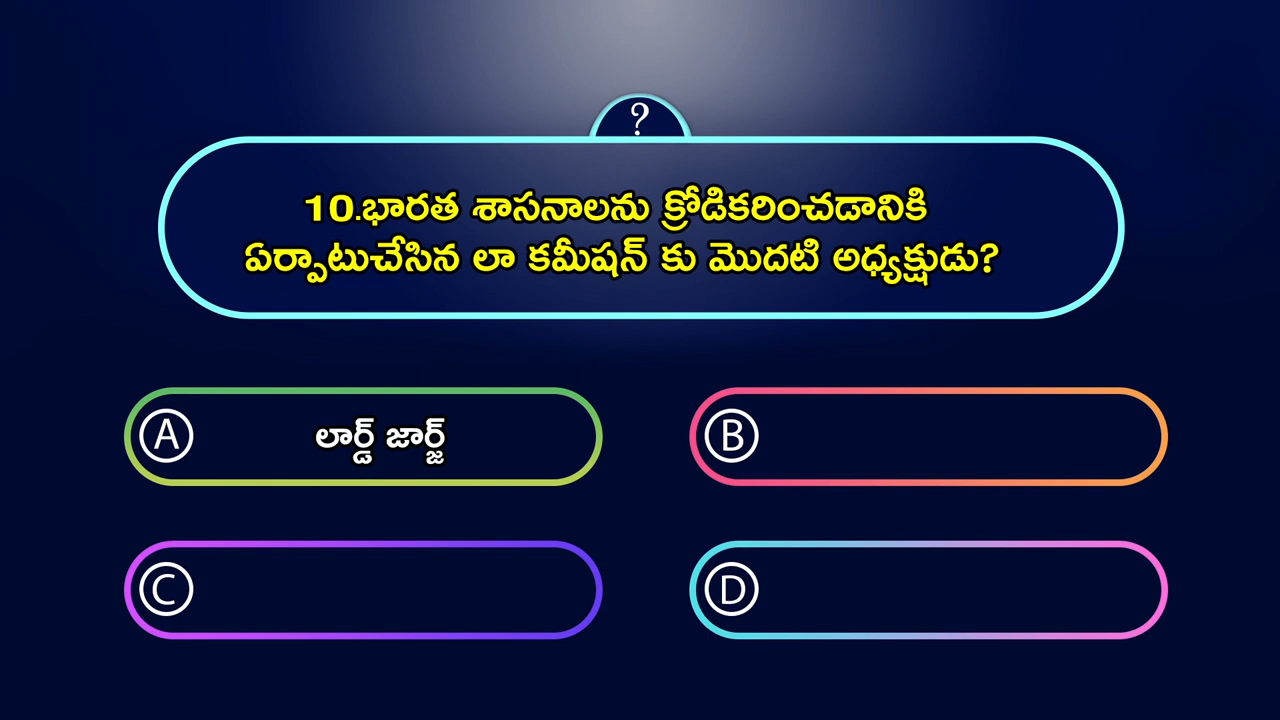 ?
10.భారత శాసనాలను క్రోడికరించడానికి
ఏర్పాటుచేసిన లా కమీషన్ కు మొదటి అధ్యక్షుడు?
A లార్డ్ జార్జ్
B
C
D